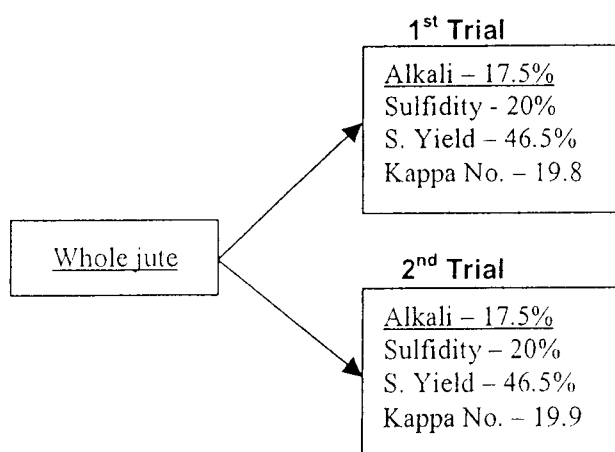 1st Trial
Alkali – 17.5%
Sulfidity - 20%
S. Yield – 46.5%
Kappa No. – 19.8
Whole jute
2nd Trial
Alkali – 17.5%
Sulfidity – 20%
S. Yield – 46.5%
Kappa No. – 19.9